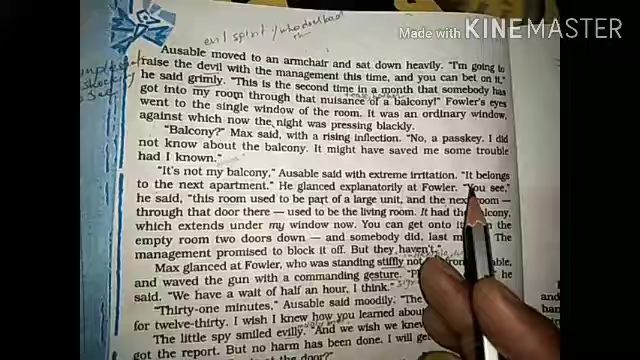 Made with KINEMASTER
evil spirit / who does bad
Ausable moved to an armchair and sat down heavily. "I'm going to
raise the devil with the management this time, and you can bet on it,"
he said grimly. "This is the second time in a month that somebody has
got into my room through that nuisance of a balcony!" Fowler's eyes
went to the single window of the room. It was an ordinary window,
against which now the night was pressing blackly.
"Balcony?" Max said, with a rising inflection. "No, a passkey. I did
not know about the balcony. It might have saved me some trouble
had I known."
"It's not my balcony," Ausable said with extreme irritation. "It belongs
to the next apartment." He glanced explanatorily at Fowler. "You see,"
he said, "this room used to be part of a large unit, and the next room —
through that door there — used to be the living room. It had the balcony,
which extends under my window now. You can get onto it from the
empty room two doors down — and somebody did, last The
management promised to block it off. But they haven't."
Max glanced at Fowler, who was standing stiffly not
and waved the gun with a commanding gesture. he
said. "We have a wait of half an hour, I think."
"Thirty-one minutes," Ausable said moodily. "The
for twelve-thirty. I wish I knew how you learned about
The little spy smiled evilly. "And we wish we knew
got the report. But no harm has been done. I will get
the door?"